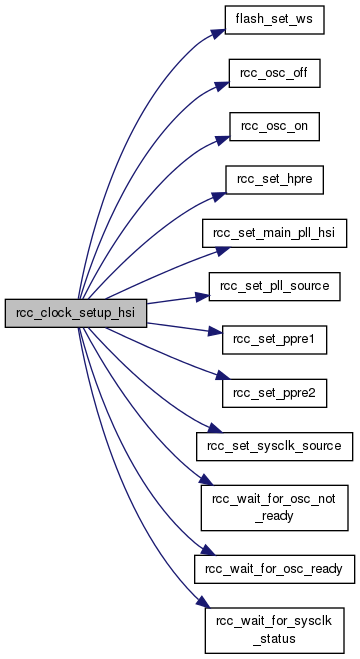 flash_set_ws
rcc_osc_off
rcc_osc_on
rcc_set_hpre
rcc_set_main_pll_hsi
rcc_set_pll_source
rcc_clock_setup_hsi
rcc_set_ppre1
rcc_set_ppre2
rcc_set_sysclk_source
rcc_wait_for_osc_not
_ready
rcc_wait_for_osc_ready
rcc_wait_for_sysclk
_status